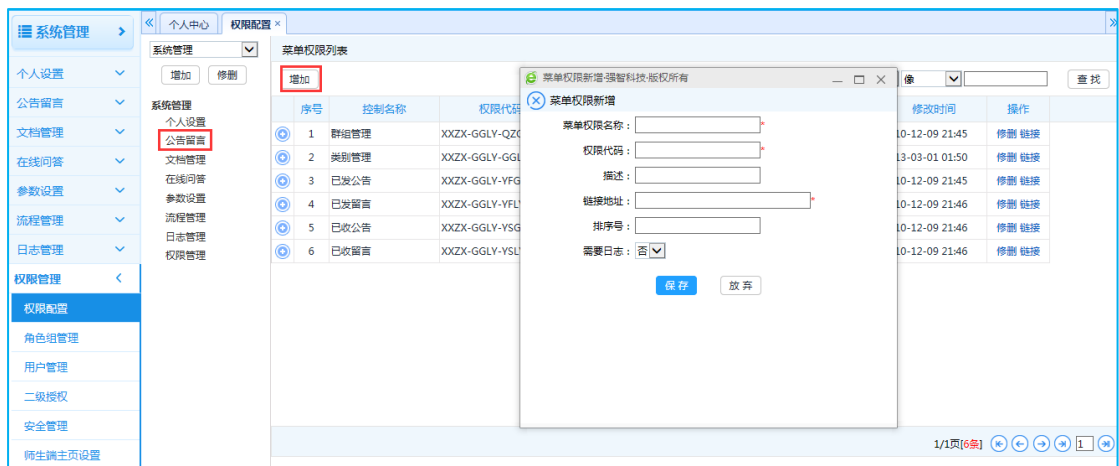 系统管理
个人中心
权限配置 ×
系统管理
菜单权限列表
个人设置
增加
修删
增加
菜单权限新增-强智科技-版权所有
像
查 找
菜单权限新增
公告留言
系统管理
序号
控制名称
权限代码
修改时间
操作
个人设置
菜单权限名称：
*
文档管理
公告留言
1
群组管理
XXZX-GGLY-QZG
10-12-09 21:45
修删 链接
权限代码：
*
在线问答
文档管理
2
类别管理
XXZX-GGLY-GGL
13-03-01 01:50
修删 链接
描述：
参数设置
在线问答
3
已发公告
XXZX-GGLY-YFG
10-12-09 21:45
修删 链接
链接地址：
*
参数设置
4
已发留言
XXZX-GGLY-YFLY
10-12-09 21:46
修删 链接
流程管理
流程管理
5
已收公告
XXZX-GGLY-YSG
10-12-09 21:46
修删 链接
排序号：
日志管理
日志管理
6
已收留言
XXZX-GGLY-YSLY
10-12-09 21:46
修删 链接
需要日志：
否
权限管理
权限管理
保 存
放 弃
权限配置
角色组管理
用户管理
二级授权
安全管理
1/1页[6条]
1
师生端主页设置